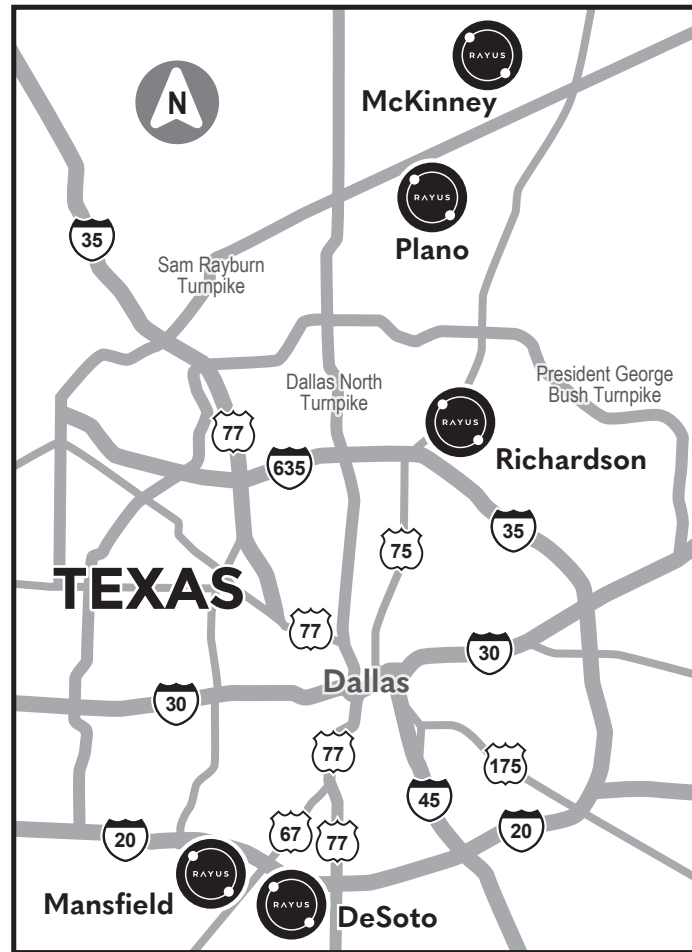 RAYUS
McKinney
N
RAYUS
Plano
35
Sam Rayburn
Turnpike
Dallas North
Turnpike
President George
Bush Turnpike
RAYUS
Richardson
77
635
35
75
TEXAS
77
30
Dallas
30
77
175
45
67
77
20
20
RAYUS
Mansfield
RAYUS
DeSoto